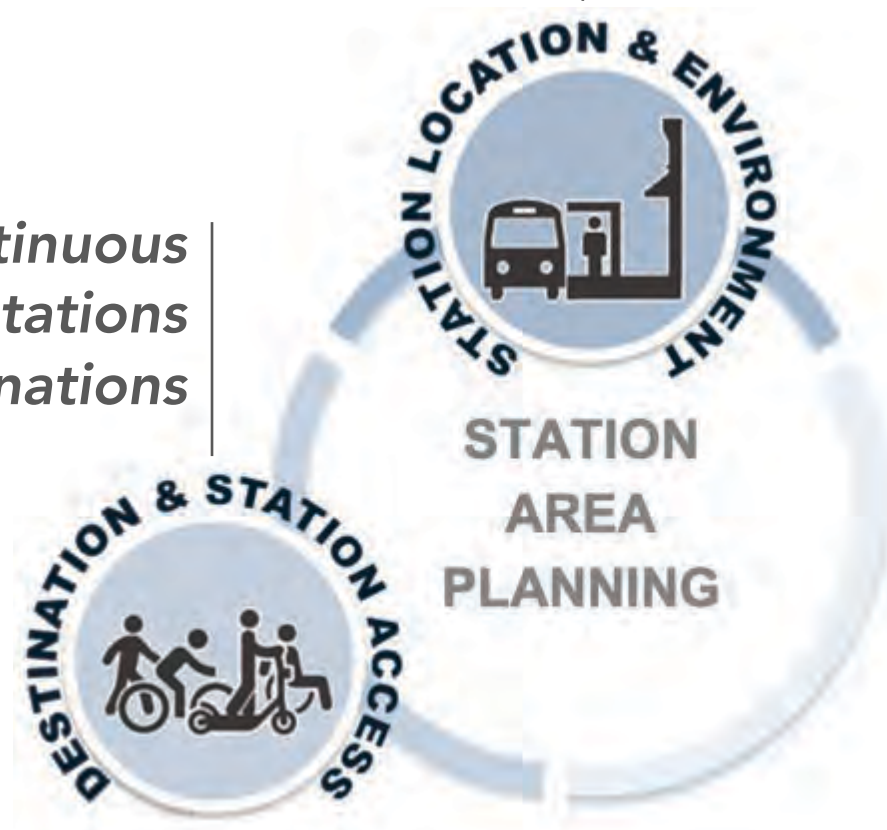 STATION LOCATION & ENVIRONMENT
tinuous
tations
nations
STATION
AREA
PLANNING
DESTINATION & STATION ACCESS